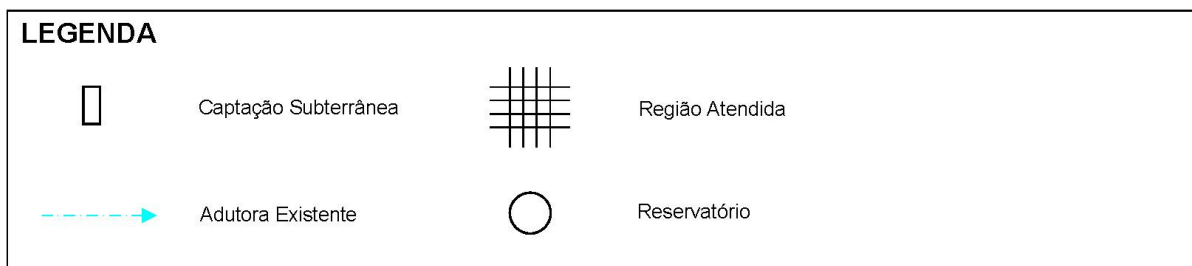 LEGENDA
Captação Subterrânea
Região Atendida
Adutora Existente
Reservatório